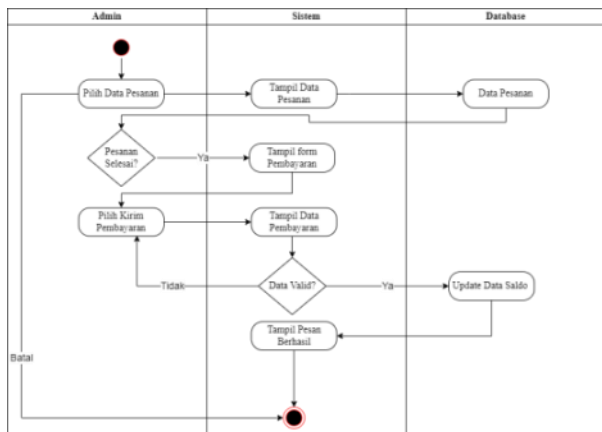 Admin
Sistem
Database
Pilih Data Pesanan
Tampil Data
Pesanan
Data Pesanan
Pesanan
Selesai?
Ya
Tampil form
Pembayaran
Pilih Kirim
Pembayaran
Tampil Data
Pembayaran
Tidak
Data Valid?
Ya
Update Data Saldo
Tampil Pesan
Berhasil
Batal